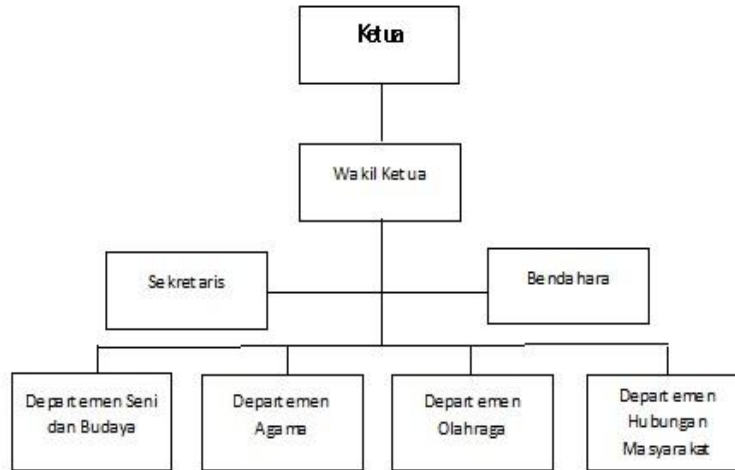 Ketua
Wakil Ketua
Sekretaris
Bendahara
Departemen Seni
dan Budaya
Departemen
Agama
Departemen
Olahraga
Departemen
Hubungan
Masyarakat